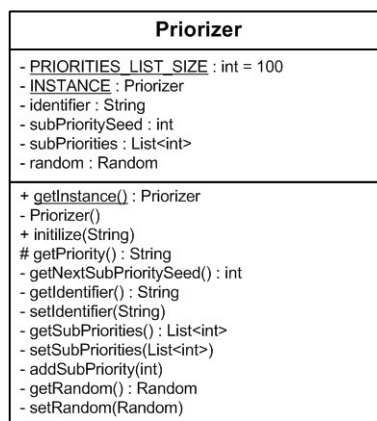 Priorizer
- PRIORITIES_LIST_SIZE : int = 100
- INSTANCE : Priorizer
- identifier : String
- subPrioritySeed : int
- subPriorities : List<int>
- random : Random
+ getInstance() : Priorizer
- Priorizer()
+ initilize(String)
# getPriority() : String
- getNextSubPrioritySeed() : int
- getIdentifier() : String
- setIdentifier(String)
- getSubPriorities() : List<int>
- setSubPriorities(List<int>)
- addSubPriority(int)
- getRandom() : Random
- setRandom(Random)